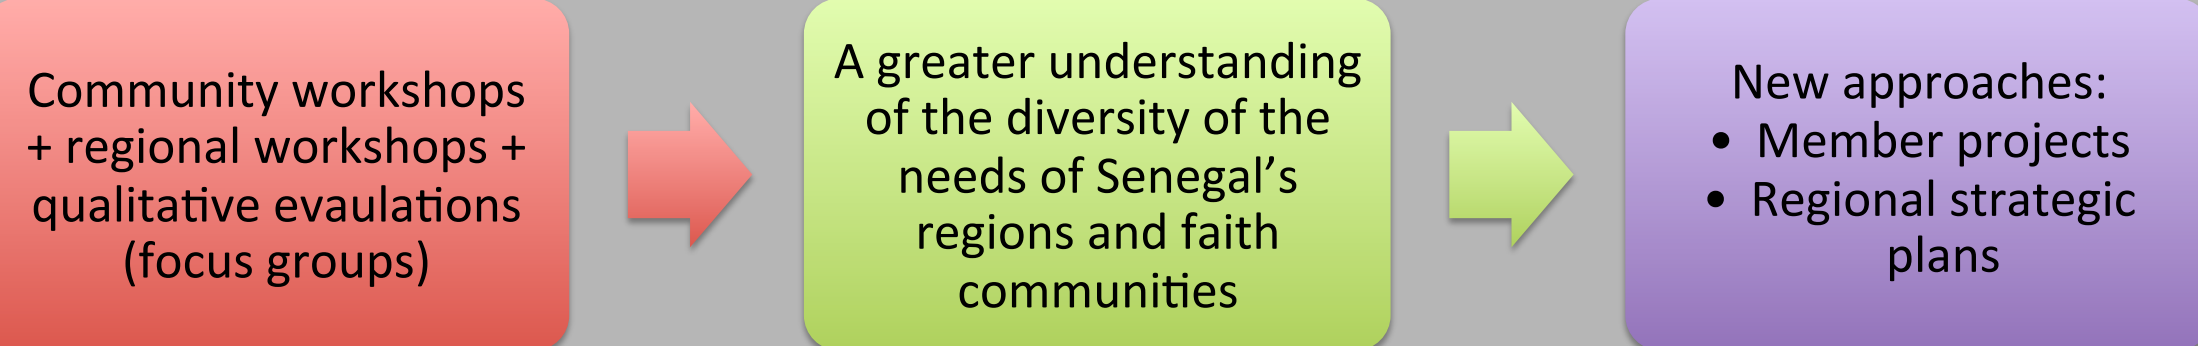 Community workshops
+ regional workshops +
qualitative evaulations
(focus groups)
A greater understanding
of the diversity of the
needs of Senegal’s
regions and faith
communities
New approaches:
• Member projects
• Regional strategic
plans